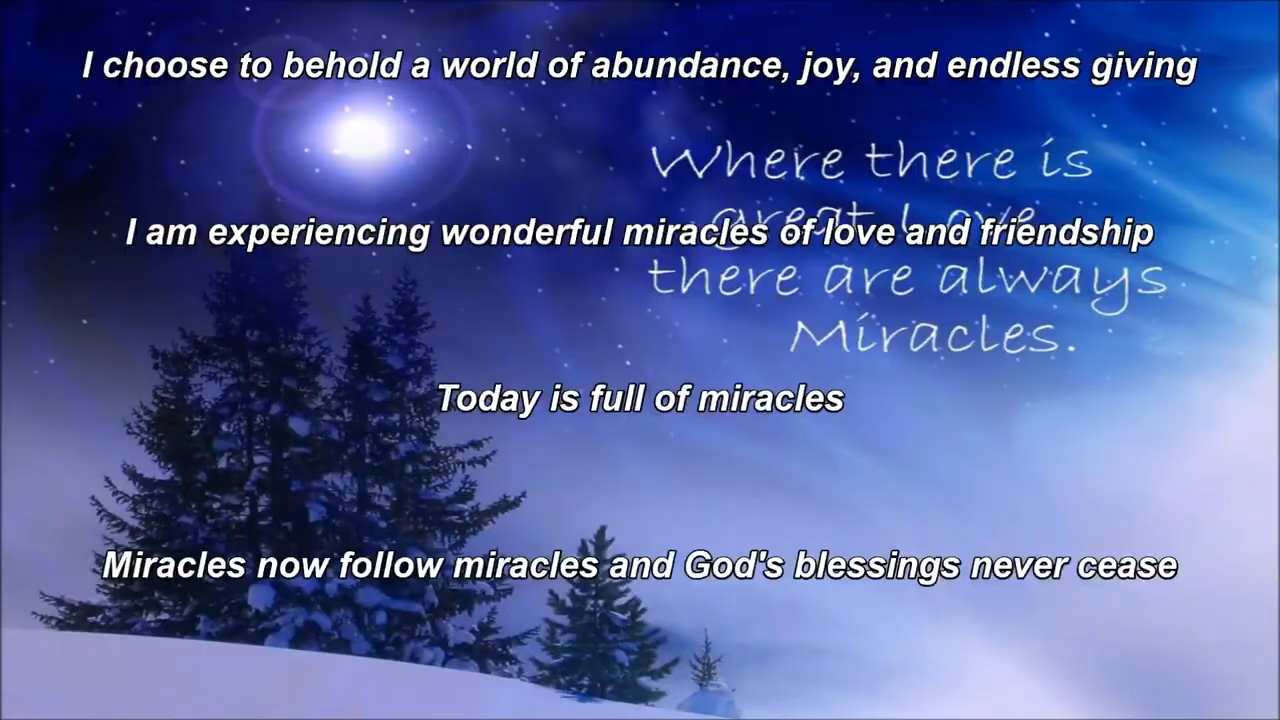 I choose to behold a world of abundance, joy, and endless giving
Where there is
great Love
I am experiencing wonderful miracles of love and friendship
there are always
Miracles.
Today is full of miracles
Miracles now follow miracles and God's blessings never cease